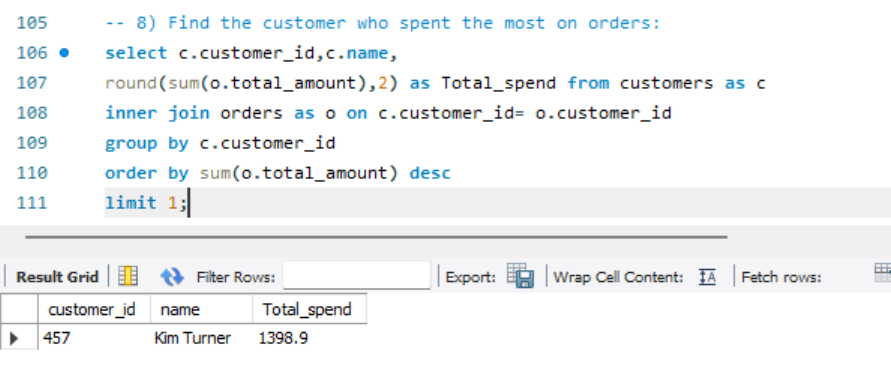 105 -- 8) Find the customer who spent the most on orders:
106 select c.customer_id,c.name,
107 round(sum(o.total_amount),2) as Total_spend from customers as c
108 inner join orders as o on c.customer_id= o.customer_id
109 group by c.customer_id
110 order by sum(o.total_amount) desc
111 limit 1;
Result Grid Filter Rows: Export: Wrap Cell Content: IA Fetch rows:
customer_id name Total_spend
457 Kim Turner 1398.9